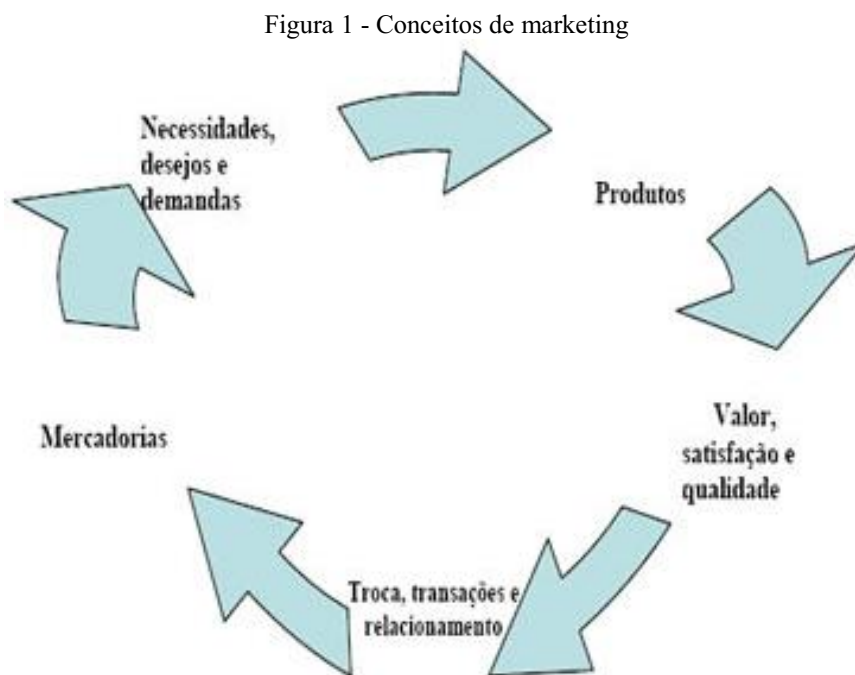 Figura 1 - Conceitos de marketing
Necessidades,
desejos e
demandas
Produtos
Valor,
satisfação e
qualidade
Troca, transações e
relacionamento
Mercadorias